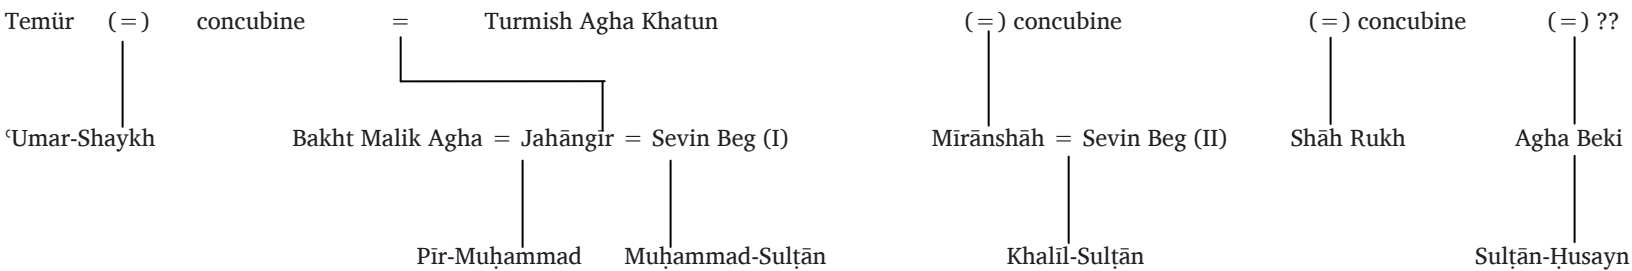 Temür (=) concubine = Turmish Agha Khatun (=) concubine (=) concubine (=) ??
ʿUmar-Shaykh Bakht Malik Agha = Jahāngīr = Sevin Beg (I) Mīrānshāh = Sevin Beg (II) Shāh Rukh Agha Beki
Pīr-Muḥammad Muḥammad-Sulṭān Khalīl-Sulṭān Sulṭān-Ḥusayn